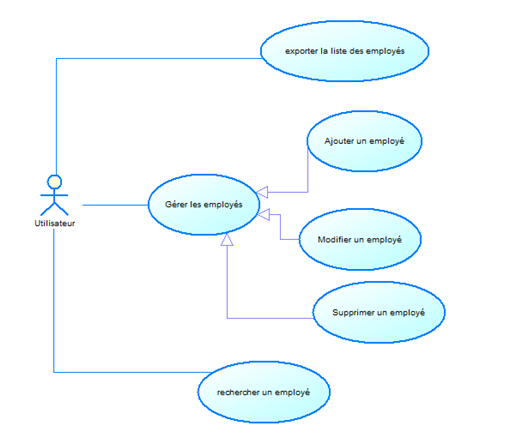 exporter la liste des employés
Ajouter un employé
Gérer les employés
Utilisateur
Modifier un employé
Supprimer un employé
rechercher un employé